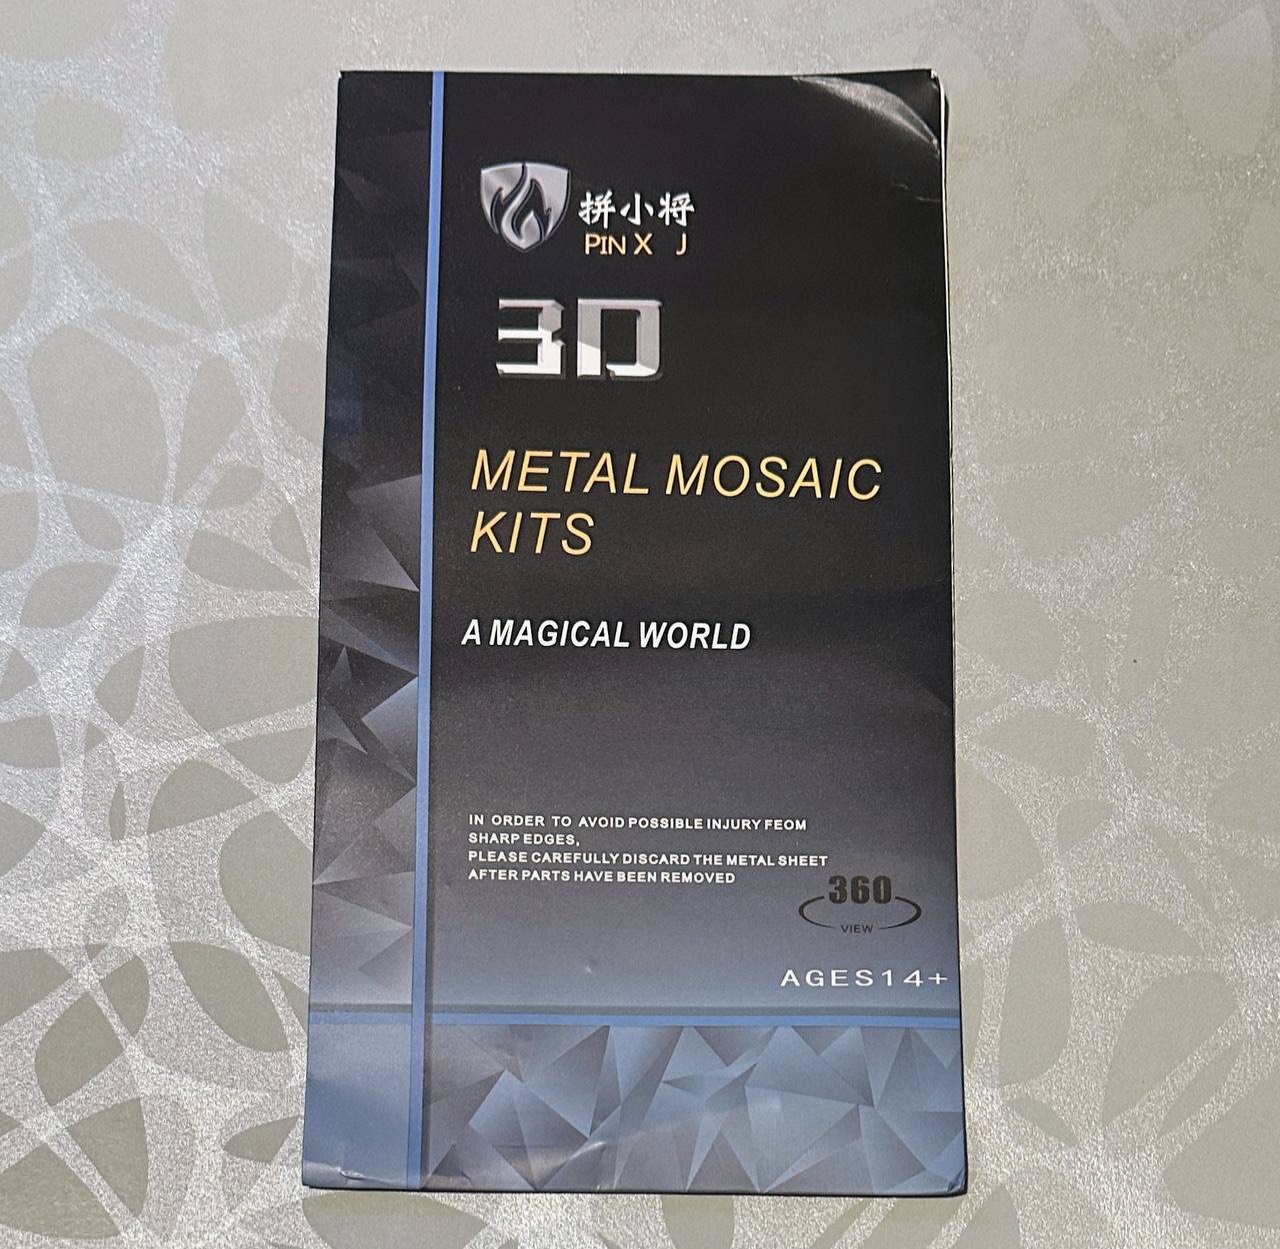 拼小将
PIN X J
3D
METAL MOSAIC
KITS
A MAGICAL WORLD
IN ORDER TO AVOID POSSIBLE INJURY FEOM
SHARP EDGES,
PLEASE CAREFULLY DISCARD THE METAL SHEET
AFTER PARTS HAVE BEEN REMOVED
360
VIEW
AGES14+